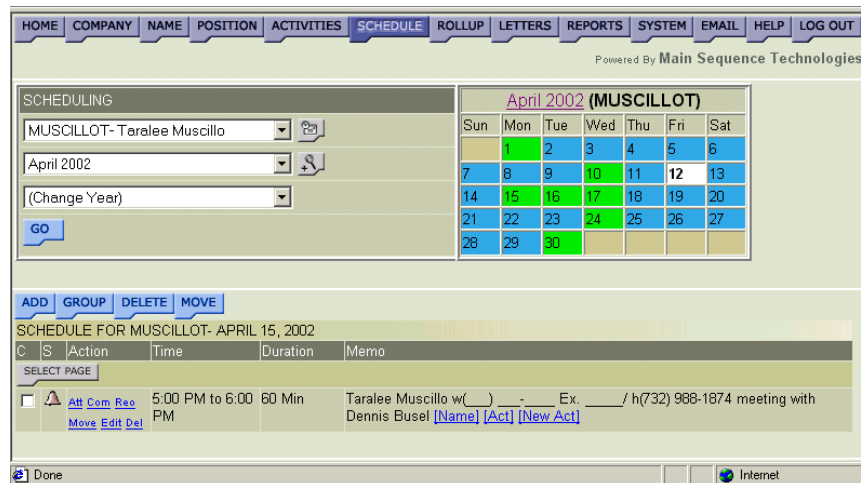 HOME COMPANY NAME POSITION ACTIVITIES SCHEDULE ROLLUP LETTERS REPORTS SYSTEM EMAIL HELP LOG OUT
Powered By Main Sequence Technologies
SCHEDULING
MUSCILLOT- Taralee Muscillo
April 2002
(Change Year)
GO
April 2002 (MUSCILLOT)
Sun Mon Tue Wed Thu Fri Sat
1 2 3 4 5 6
7 8 9 10 11 12 13
14 15 16 17 18 19 20
21 22 23 24 25 26 27
28 29 30
ADD GROUP DELETE MOVE
SCHEDULE FOR MUSCILLOT- APRIL 15, 2002
C S Action Time Duration Memo
SELECT PAGE
Att Com Reo 5:00 PM to 6:00 60 Min Taralee Muscillo w(___) ___-____ Ex. _____/ h(732) 988-1874 meeting with
Move Edit Del PM Dennis Busel [Name] [Act] [New Act]
Done Internet